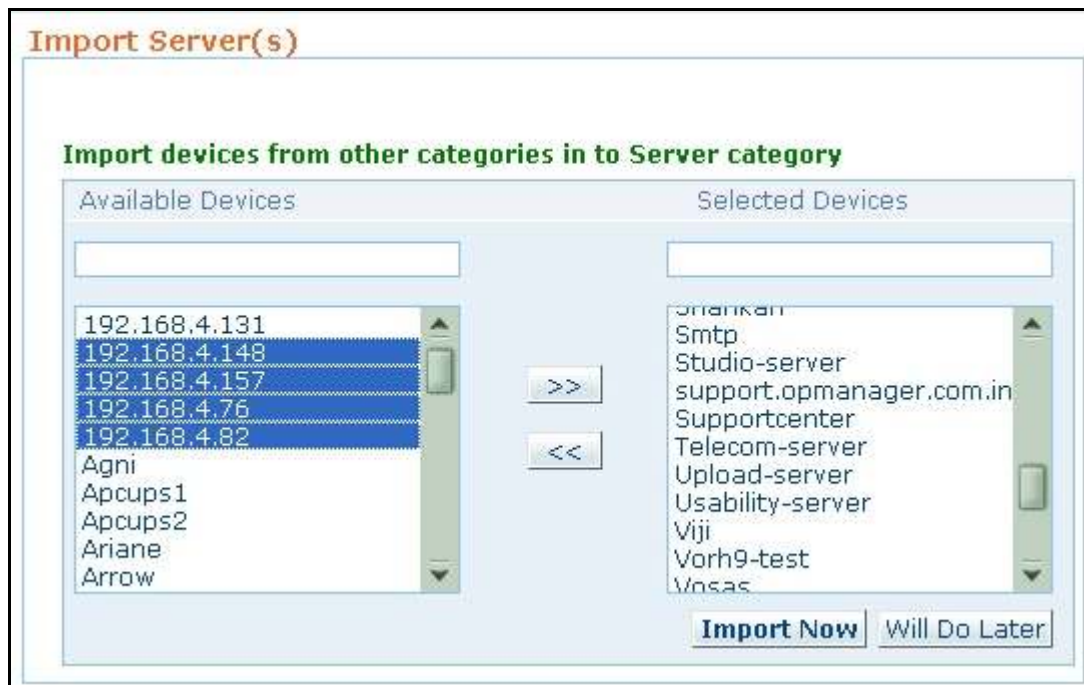 Import Server(s)
Import devices from other categories in to Server category
Available Devices
Selected Devices
192.168.4.131
192.168.4.148
192.168.4.157
192.168.4.76
192.168.4.82
Agni
Apcups1
Apcups2
Ariane
Arrow
>>
<<
Smtp
Studio-server
support.opmanager.com.in
Supportcenter
Telecom-server
Upload-server
Usability-server
Viji
Vorh9-test
Import Now
Will Do Later